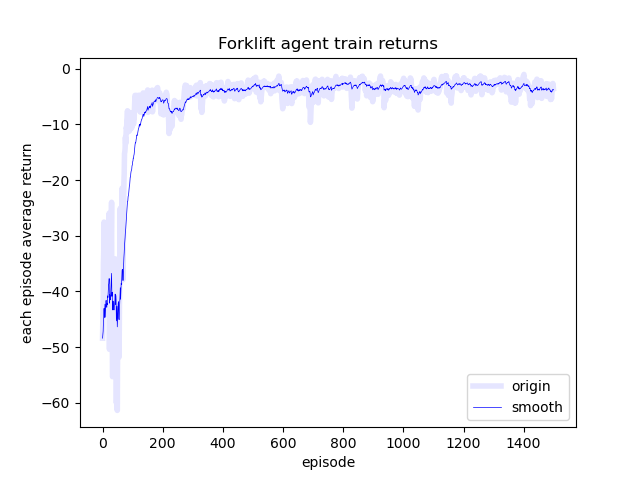 Forklift agent train returns
each episode average return
0
−10
−20
−30
−40
−50
−60
0 200 400 600 800 1000 1200 1400
episode
origin
smooth